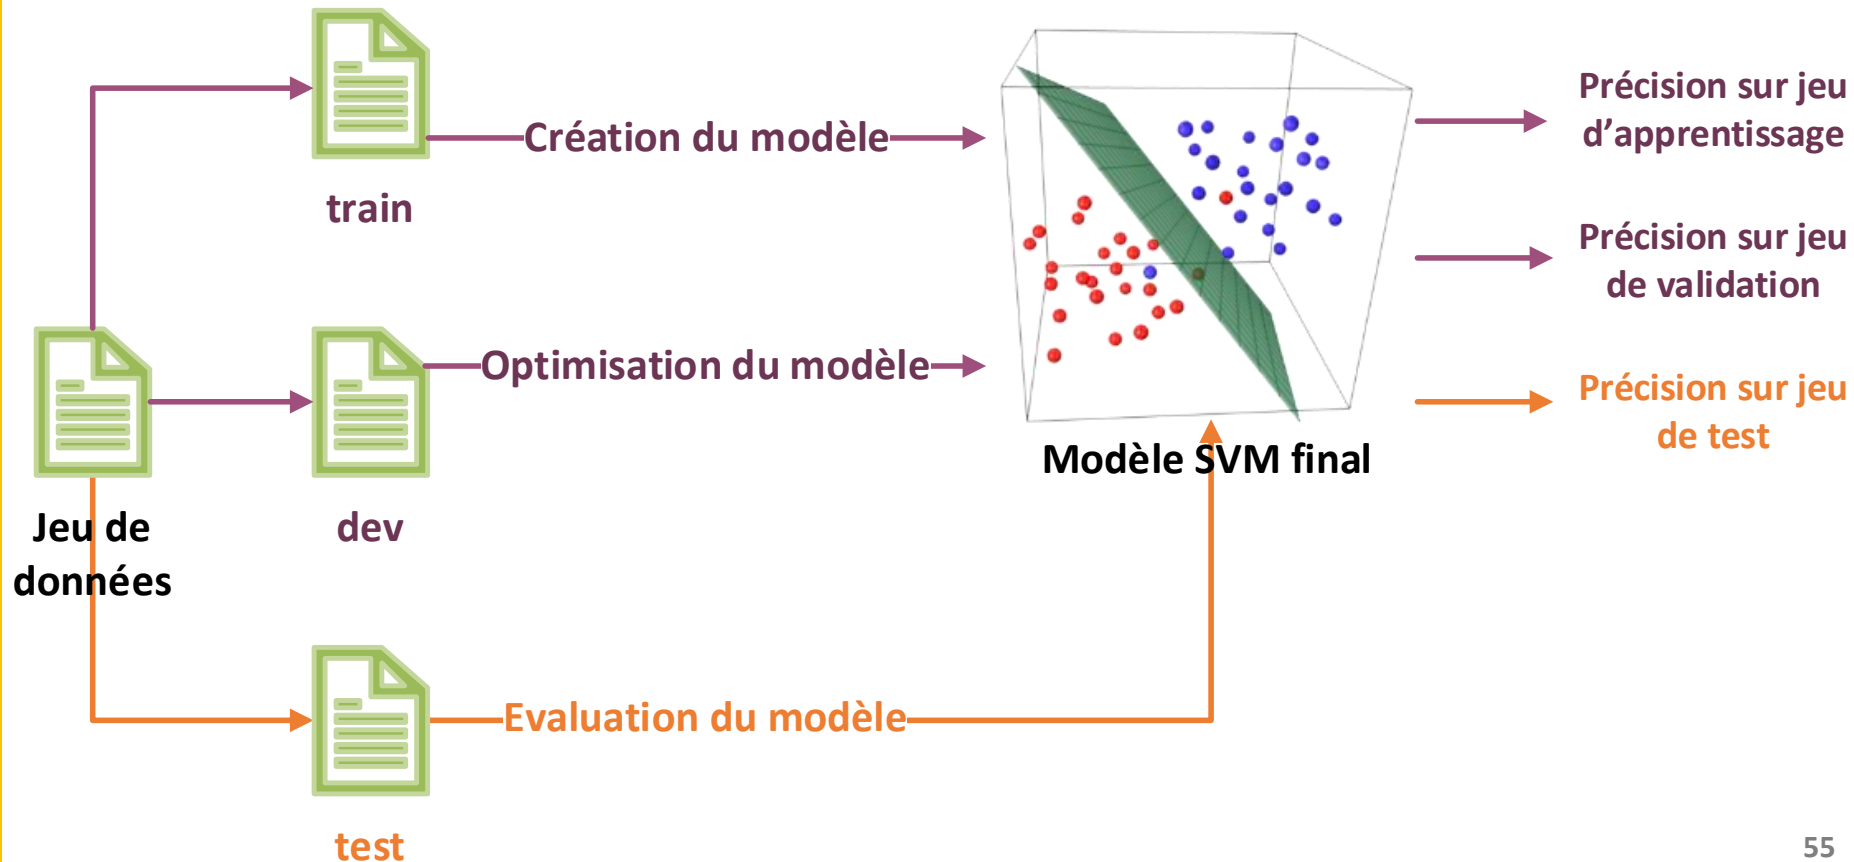 train
Création du modèle
Précision sur jeu
d’apprentissage
Précision sur jeu
de validation
Jeu de
données
dev
Optimisation du modèle
Modèle SVM final
Précision sur jeu
de test
test
Evaluation du modèle
55